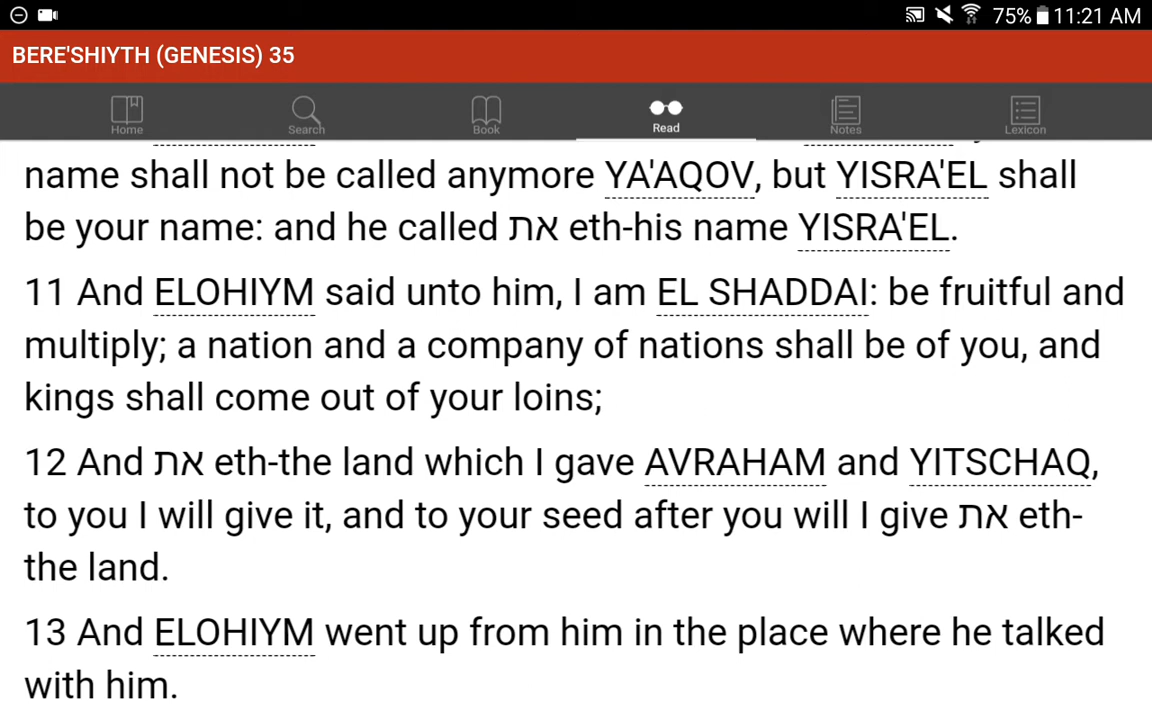 75% 11:21 AM
BERE'SHIYTH (GENESIS) 35
Home Search Book Read Notes Lexicon
name shall not be called anymore YA'AQOV, but YISRA'EL shall
be your name: and he called את eth-his name YISRA'EL.
11 And ELOHIYM said unto him, I am EL SHADDAI: be fruitful and
multiply; a nation and a company of nations shall be of you, and
kings shall come out of your loins;
12 And את eth-the land which I gave AVRAHAM and YITSCHAQ,
to you I will give it, and to your seed after you will I give את eth-
the land.
13 And ELOHIYM went up from him in the place where he talked
with him.